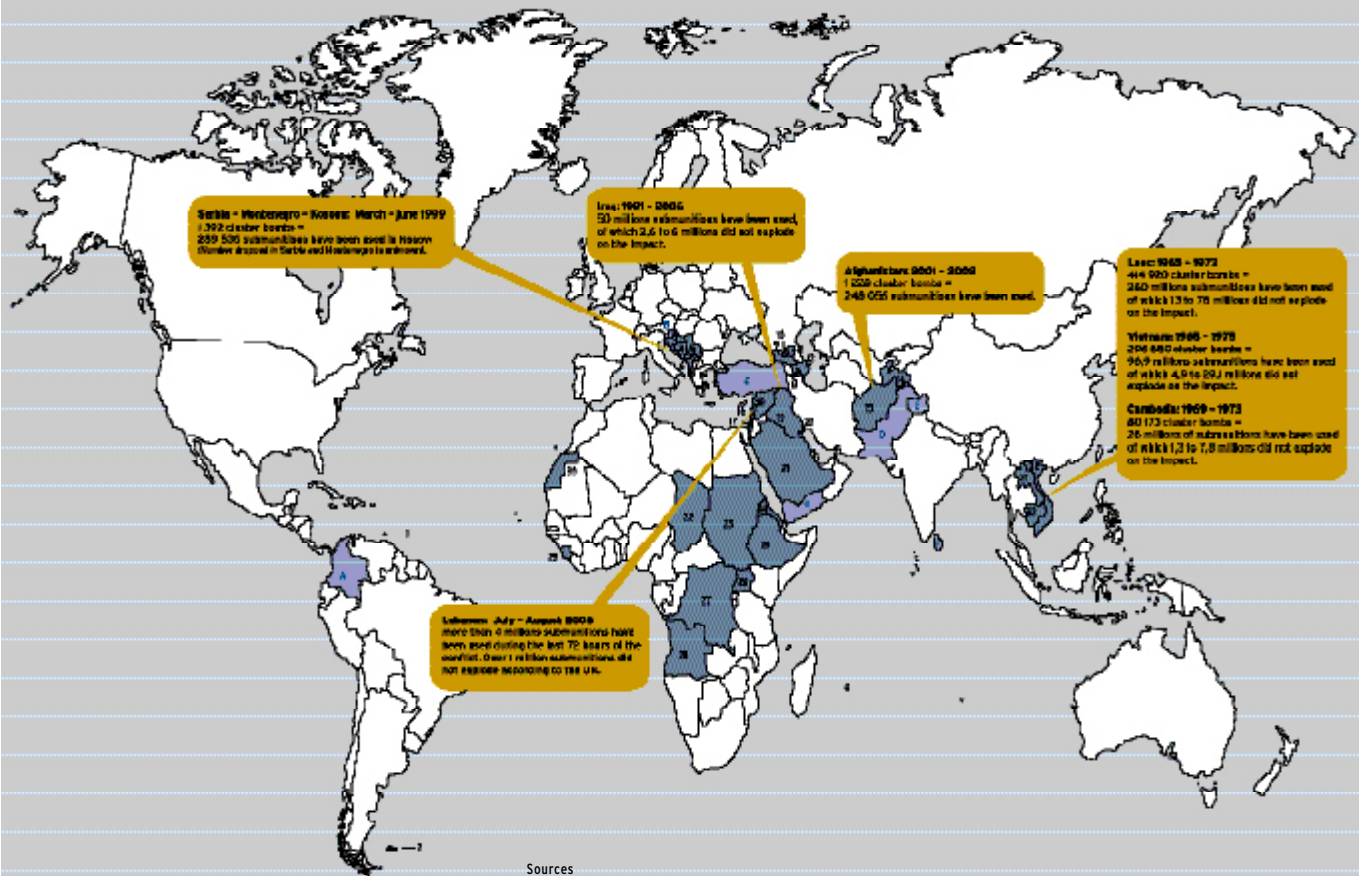 Serbia - Montenegro - Kosovo: March - June 1999
1 392 cluster bombs =
289 536 submunitions have been used in Kosovo
(Number dropped in Serbia and Montenegro is unknown).
Iraq: 1991 - 2006
50 millions submunitions have been used,
of which 2,6 to 6 millions did not explode
on the impact.
Afghanistan: 2001 - 2002
1 228 cluster bombs =
248 056 submunitions have been used.
Laos: 1965 - 1973
414 920 cluster bombs =
260 millions submunitions have been used
of which 13 to 78 millions did not explode
on the impact.
Vietnam: 1965 - 1975
296 680 cluster bombs =
96,9 millions submunitions have been used
of which 4,9 to 29,1 millions did not
explode on the impact.
Cambodia: 1969 - 1973
80 173 cluster bombs =
26 millions of submunitions have been used
of which 1,3 to 7,8 millions did not explode
on the impact.
C
D
21
22
23
27
A
Lebanon: July - August 2006
more than 4 millions submunitions have
been used during the last 72 hours of the
conflict. Over 1 million submunitions did
not explode according to the UN.
2
Sources